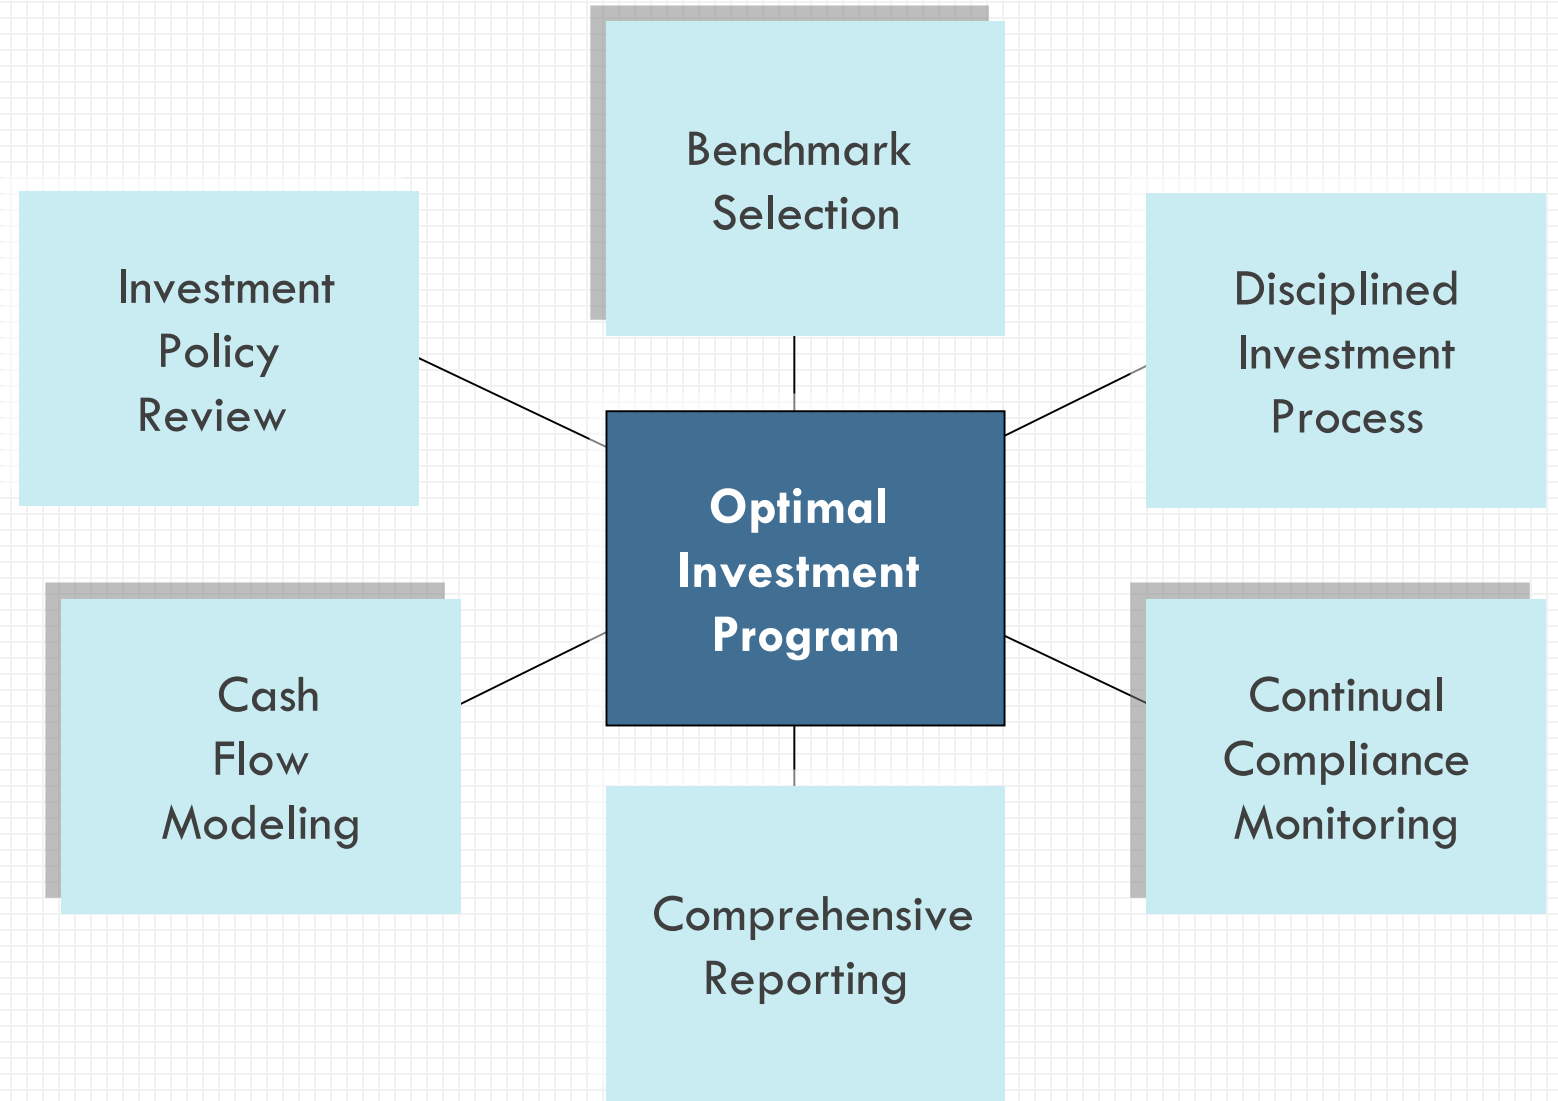 Benchmark
Selection
Investment
Policy
Review
Disciplined
Investment
Process
Optimal
Investment
Program
Cash
Flow
Modeling
Continual
Compliance
Monitoring
Comprehensive
Reporting